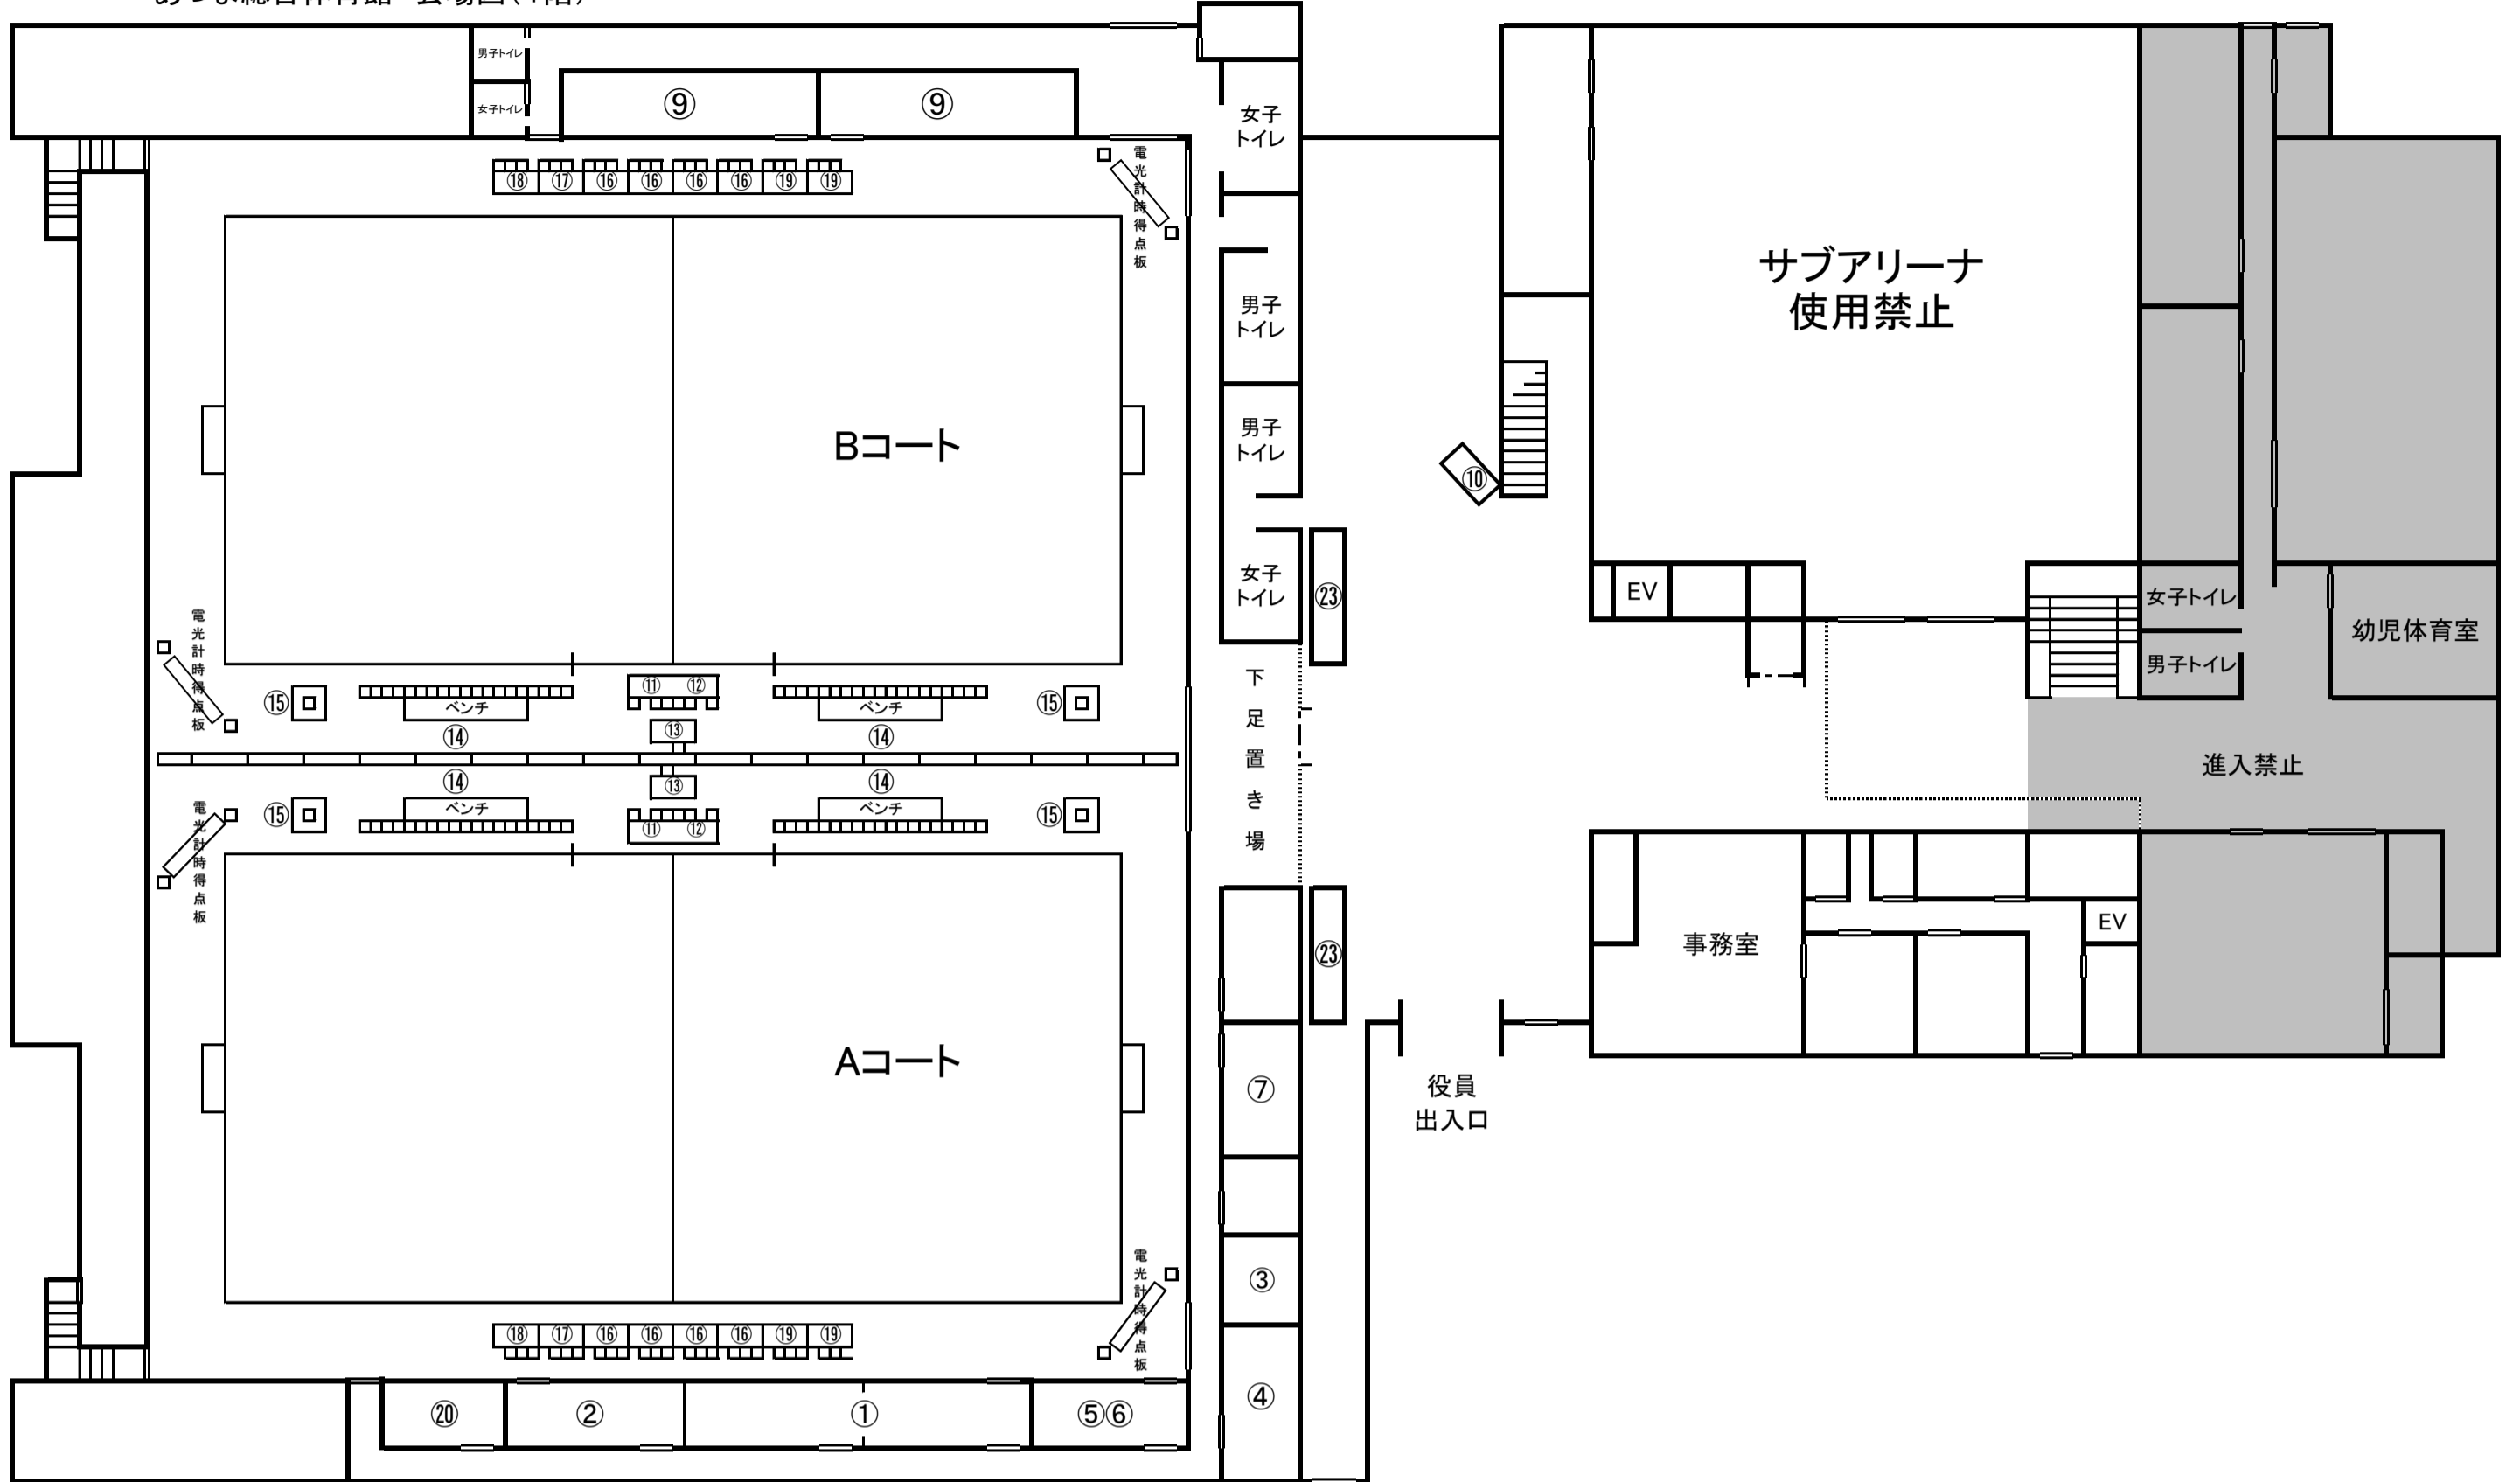 男子トイレ
女子トイレ
⑨
⑨
女子
トイレ
電光計時得点板
⑱ ⑰ ⑯ ⑯ ⑯ ⑯ ⑲ ⑲
サブアリーナ
使用禁止
男子
トイレ
Bコート
男子
トイレ
⑩
女子
トイレ
㉓
EV
女子トイレ
幼児体育室
男子トイレ
電光計時得点板
⑮
ベンチ
⑪ ⑫
ベンチ
⑮
下足置き場
⑭
⑬
⑭
進入禁止
⑭
⑬
⑭
⑮
ベンチ
⑪ ⑫
ベンチ
⑮
電光計時得点板
事務室
EV
㉓
Aコート
⑦
役員
出入口
③
電光計時得点板
⑱ ⑰ ⑯ ⑯ ⑯ ⑯ ⑲ ⑲
⑳
②
①
⑤⑥
④